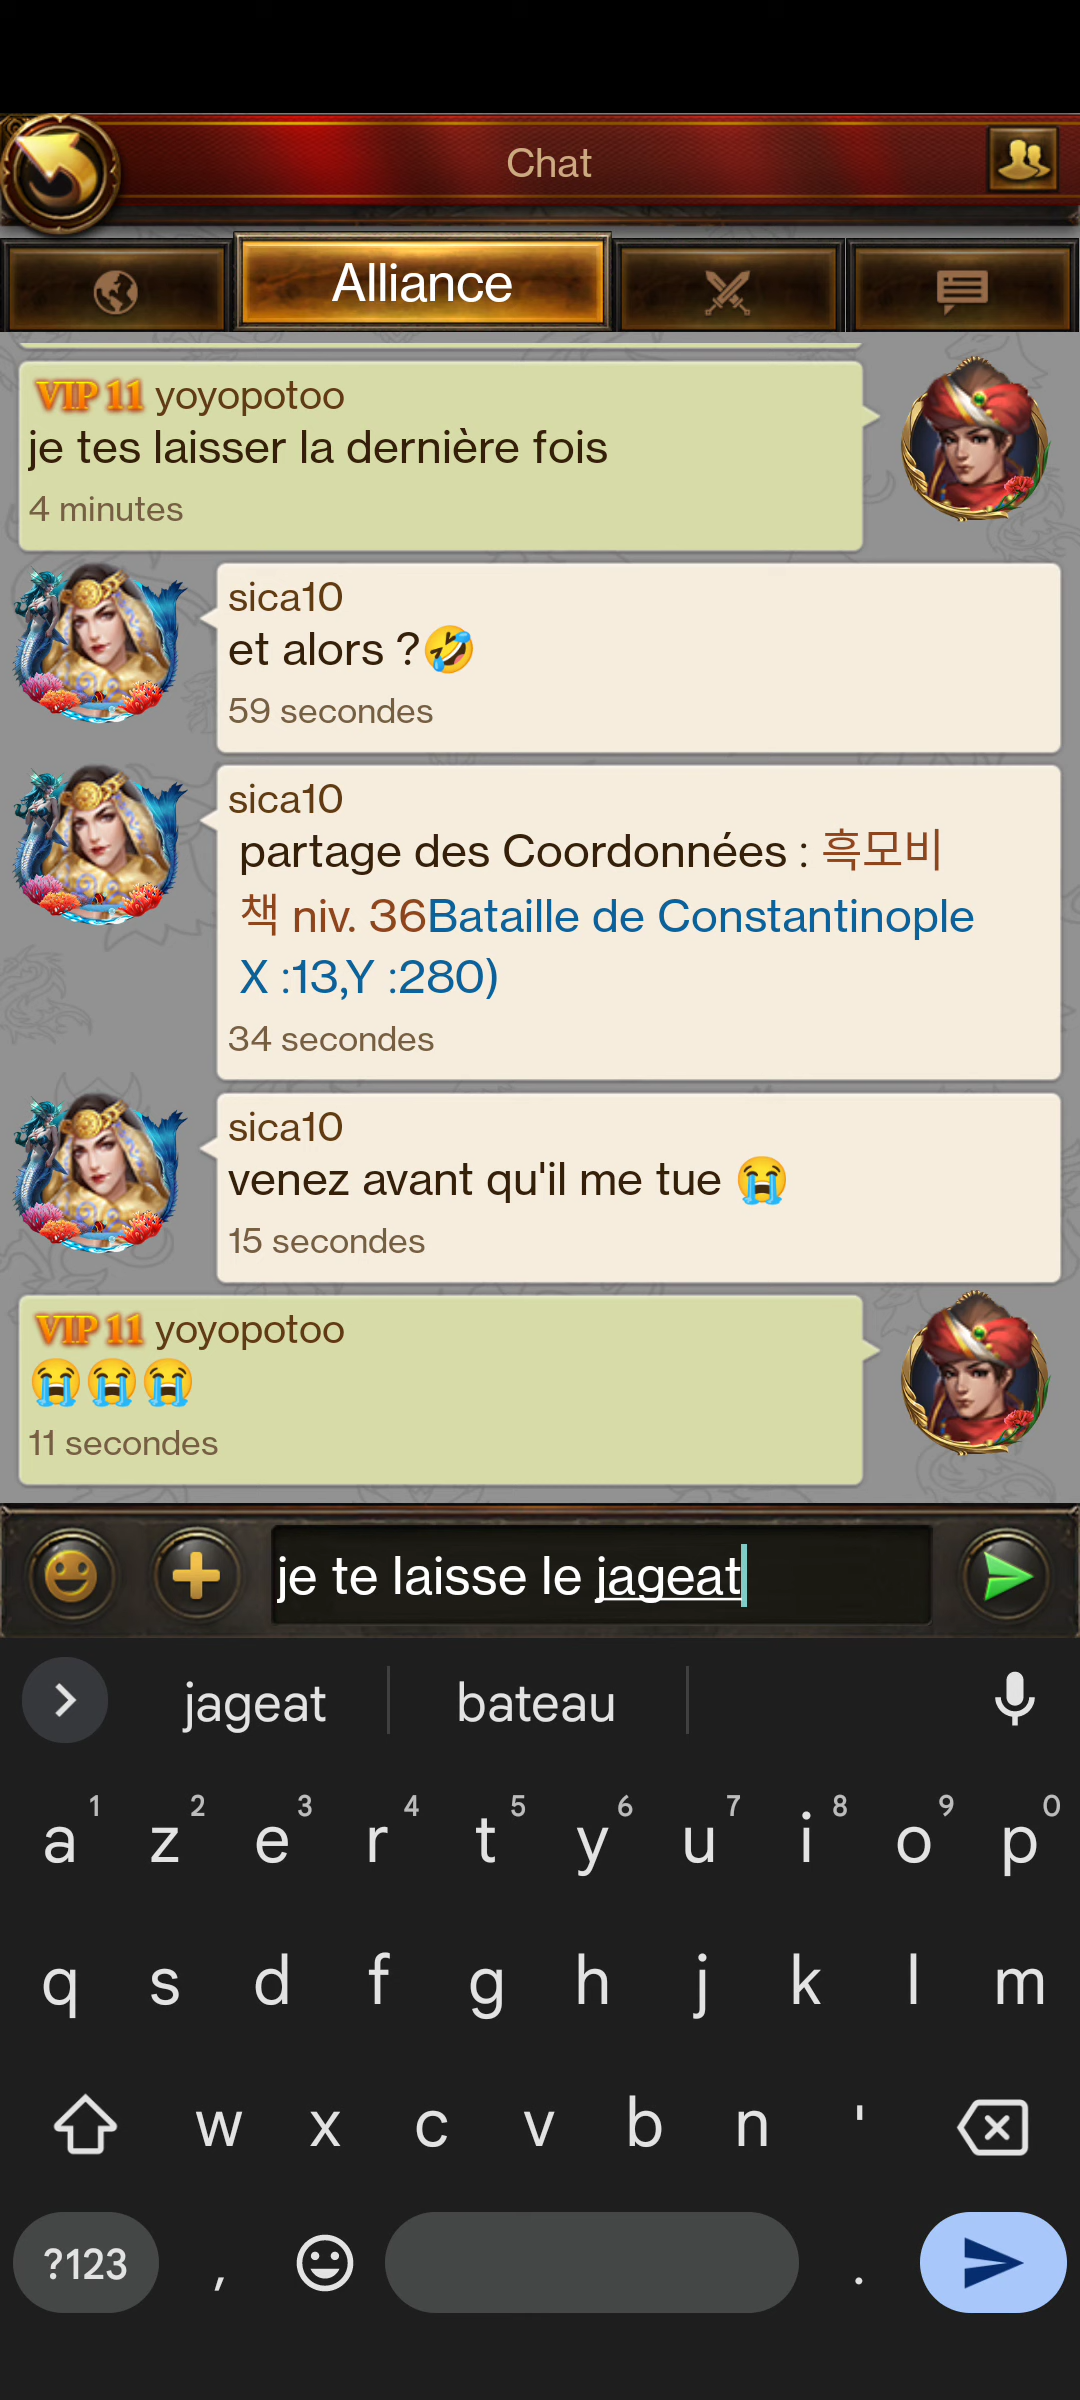 Chat
Alliance
VIP 11 yoyopotoo
je tes laisser la dernière fois
4 minutes
sica10
et alors ?🤣
59 secondes
sica10
partage des Coordonnées : 흑모비
책 niv. 36Bataille de Constantinople
X :13,Y :280)
34 secondes
sica10
venez avant qu'il me tue 😭
15 secondes
VIP 11 yoyopotoo
😭😭😭
11 secondes
je te laisse le jageat
jageat bateau
1 2 3 4 5 6 7 8 9 0
a z e r t y u i o p
q s d f g h j k l m
w x c v b n '
?123 , .